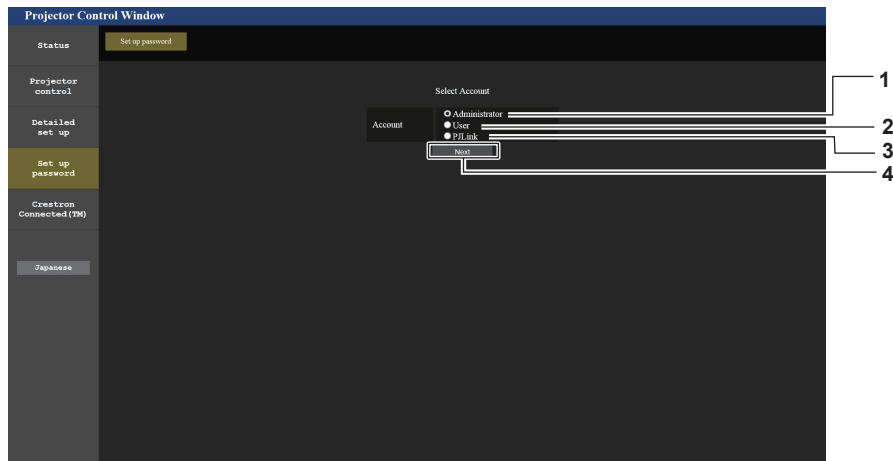 Projector Control Window
Status
Set up password
Projector
control
Detailed
set up
Set up
password
Crestron
Connected(TM)
Japanese
Select Account
Account
Administrator
User
PJLink
Next
1
2
3
4